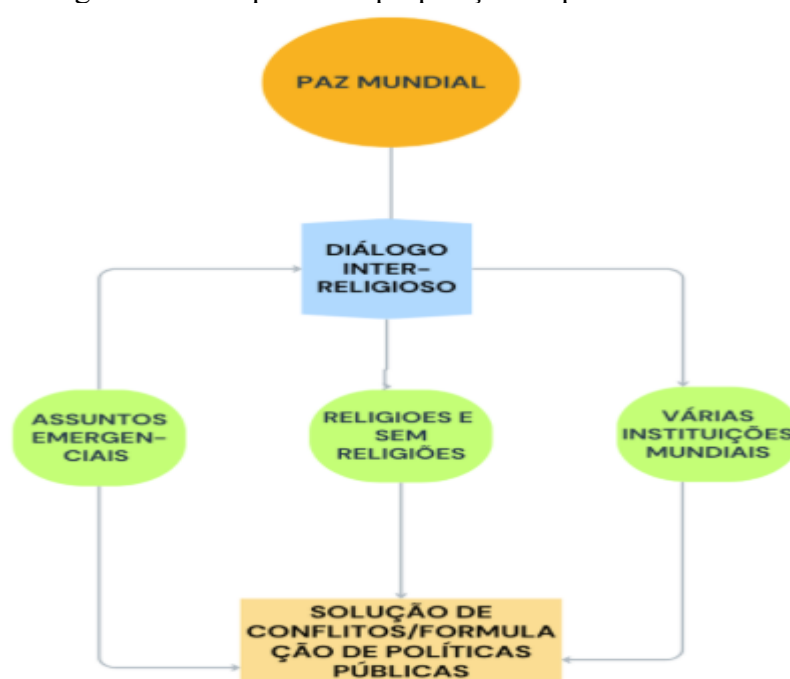 PAZ MUNDIAL
DIÁLOGO
INTER-
RELIGIOSO
ASSUNTOS
EMERGEN-
CIAIS
RELIGIOES E
SEM
RELIGIÕES
VÁRIAS
INSTITUIÇÕES
MUNDIAIS
SOLUÇÃO DE
CONFLITOS/FORMULA
ÇÃO DE POLÍTICAS
PÚBLICAS